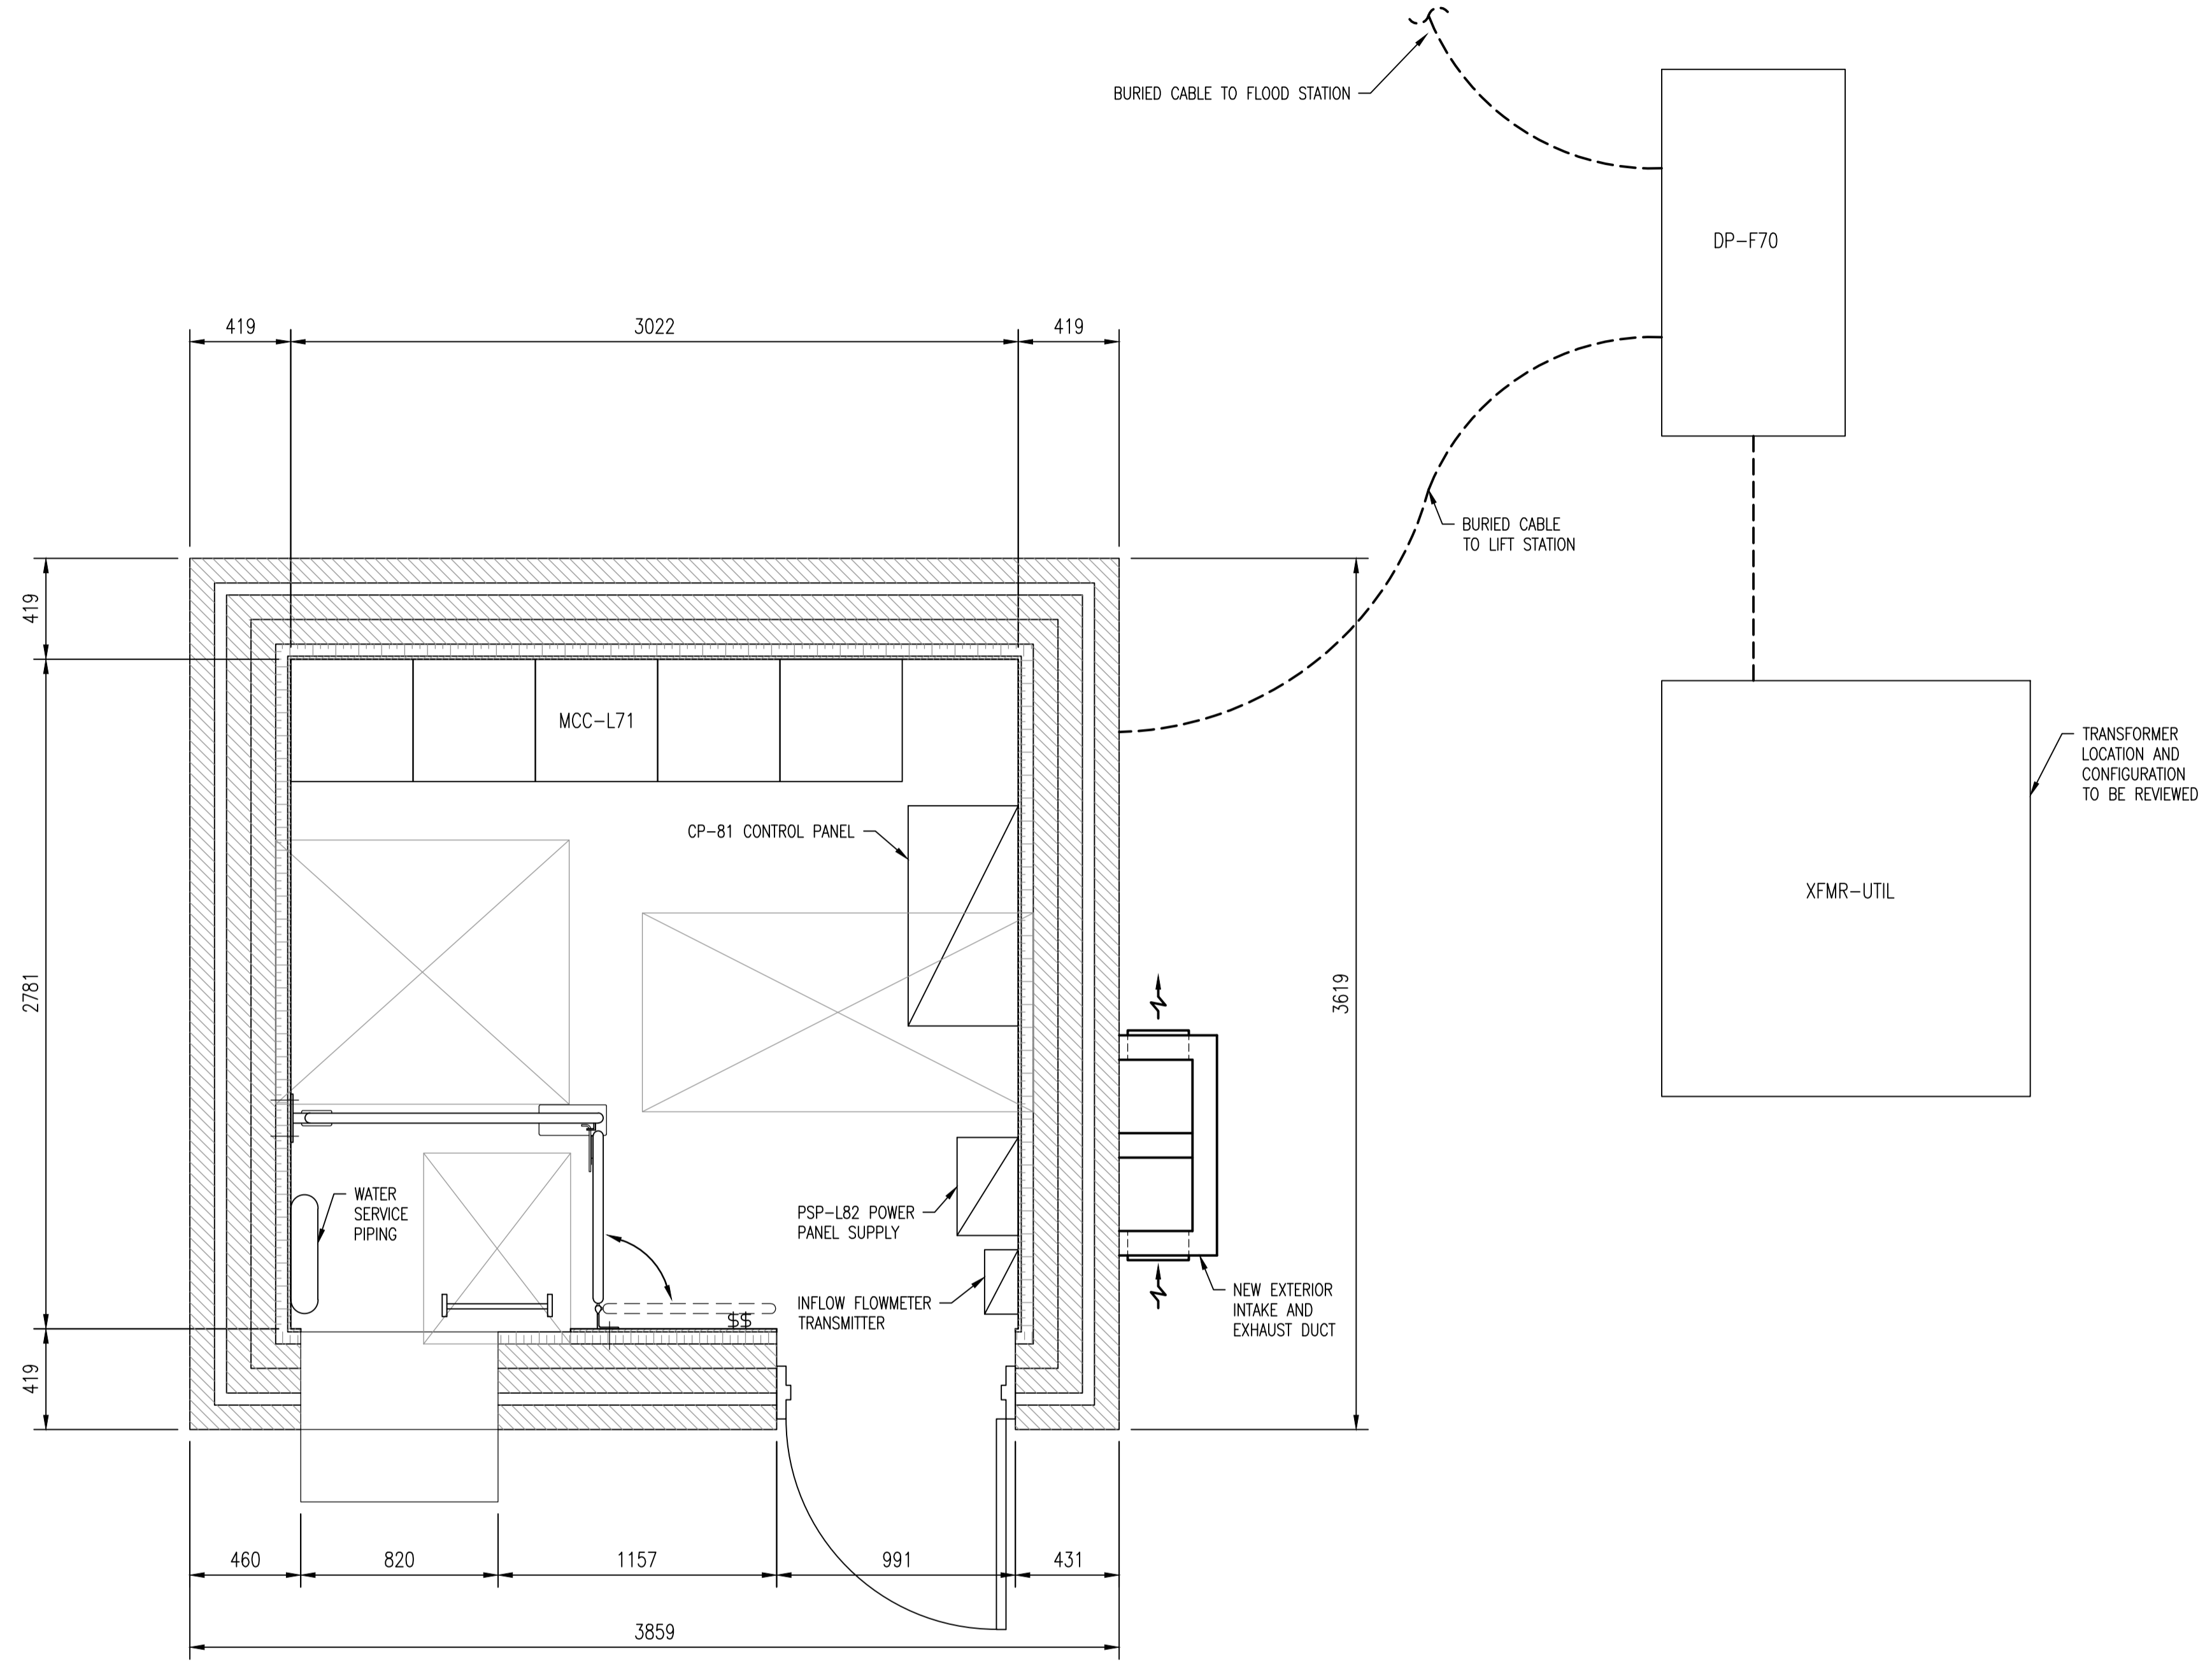 BURIED CABLE TO FLOOD STATION
DP-F70
419
3022
419
BURIED CABLE
TO LIFT STATION
419
MCC-L71
TRANSFORMER
LOCATION AND
CONFIGURATION
TO BE REVIEWED
CP-81 CONTROL PANEL
XFMR-UTIL
2781
3619
WATER
SERVICE
PIPING
PSP-L82 POWER
PANEL SUPPLY
INFLOW FLOWMETER
TRANSMITTER
$$
NEW EXTERIOR
INTAKE AND
EXHAUST DUCT
419
460
820
1157
991
431
3859